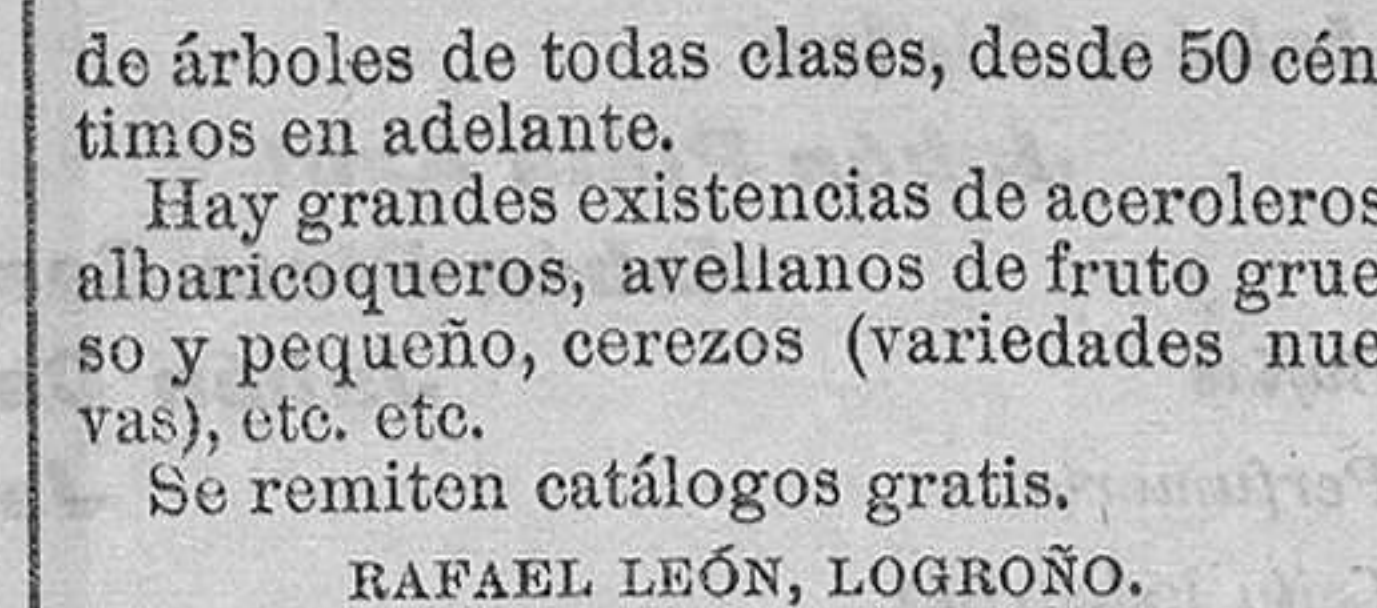 de árboles de todas clases, desde 50 cén
timos en adelante.
Hay grandes existencias de aceroleros
albaricoqueros, avellanos de fruto grue
so y pequeño, cerezos (variedades nue
vas), etc. etc.
Se remiten catálogos gratis.
RAFAEL LEÓN, LOGROÑO.